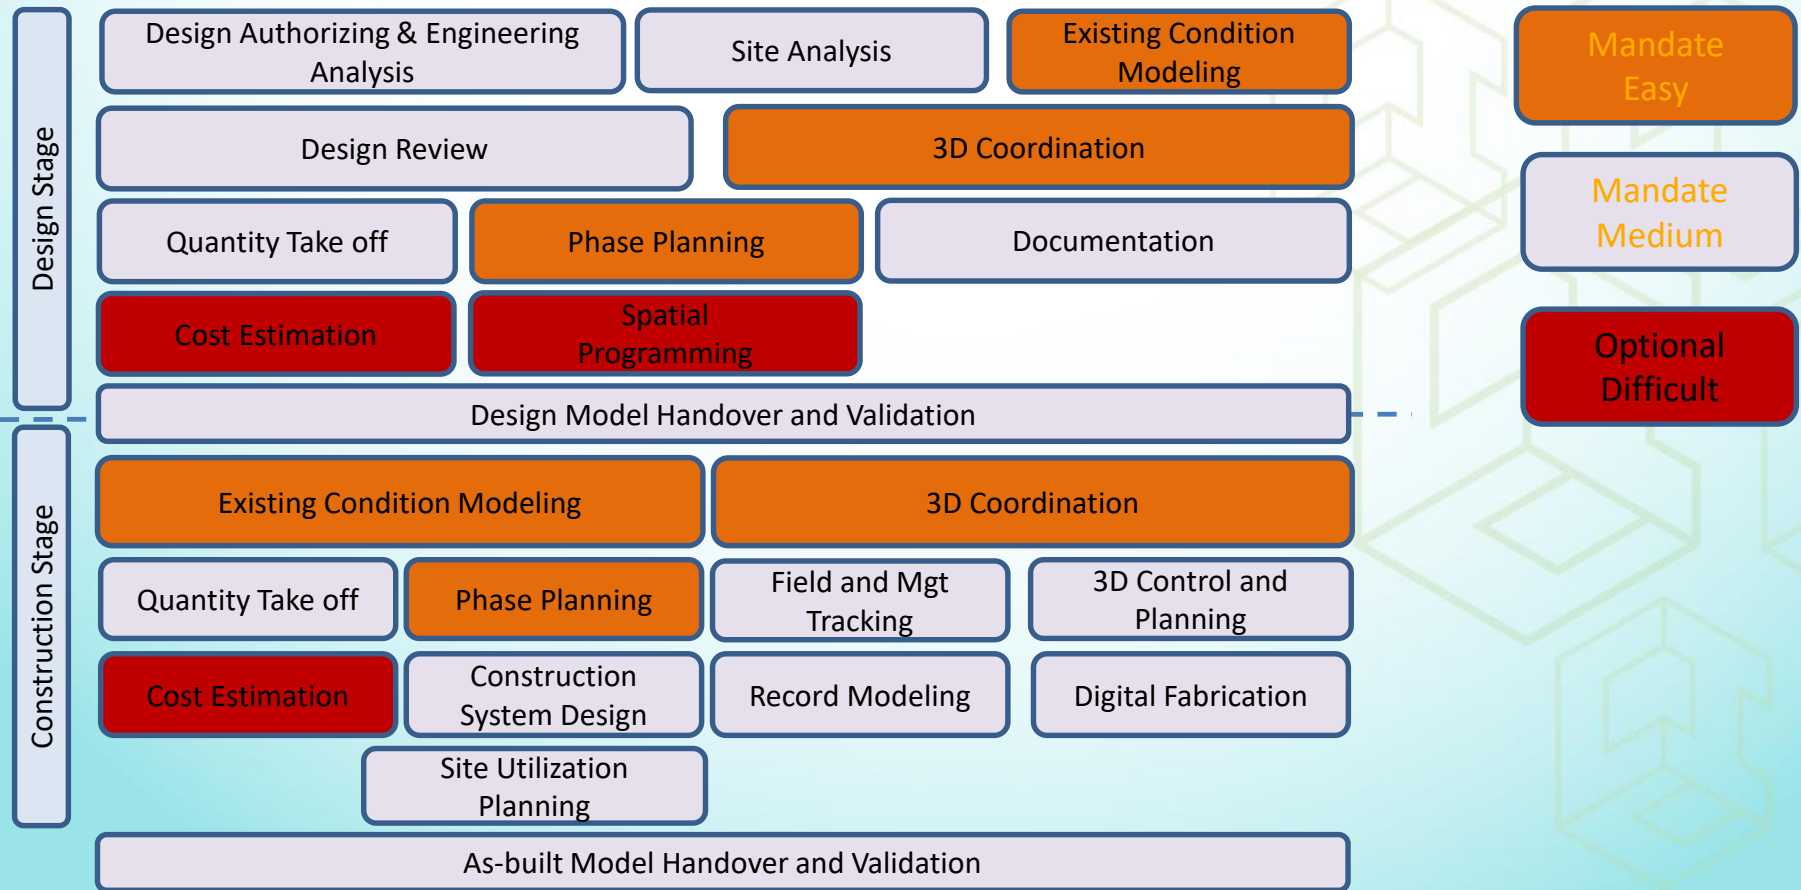 Design Stage
Design Authorizing & Engineering
Analysis
Site Analysis
Existing Condition
Modeling
Design Review
3D Coordination
Quantity Take off
Phase Planning
Documentation
Cost Estimation
Spatial
Programming
Design Model Handover and Validation
Construction Stage
Existing Condition Modeling
3D Coordination
Quantity Take off
Phase Planning
Field and Mgt
Tracking
3D Control and
Planning
Cost Estimation
Construction
System Design
Record Modeling
Digital Fabrication
Site Utilization
Planning
As-built Model Handover and Validation
Mandate
Easy
Mandate
Medium
Optional
Difficult